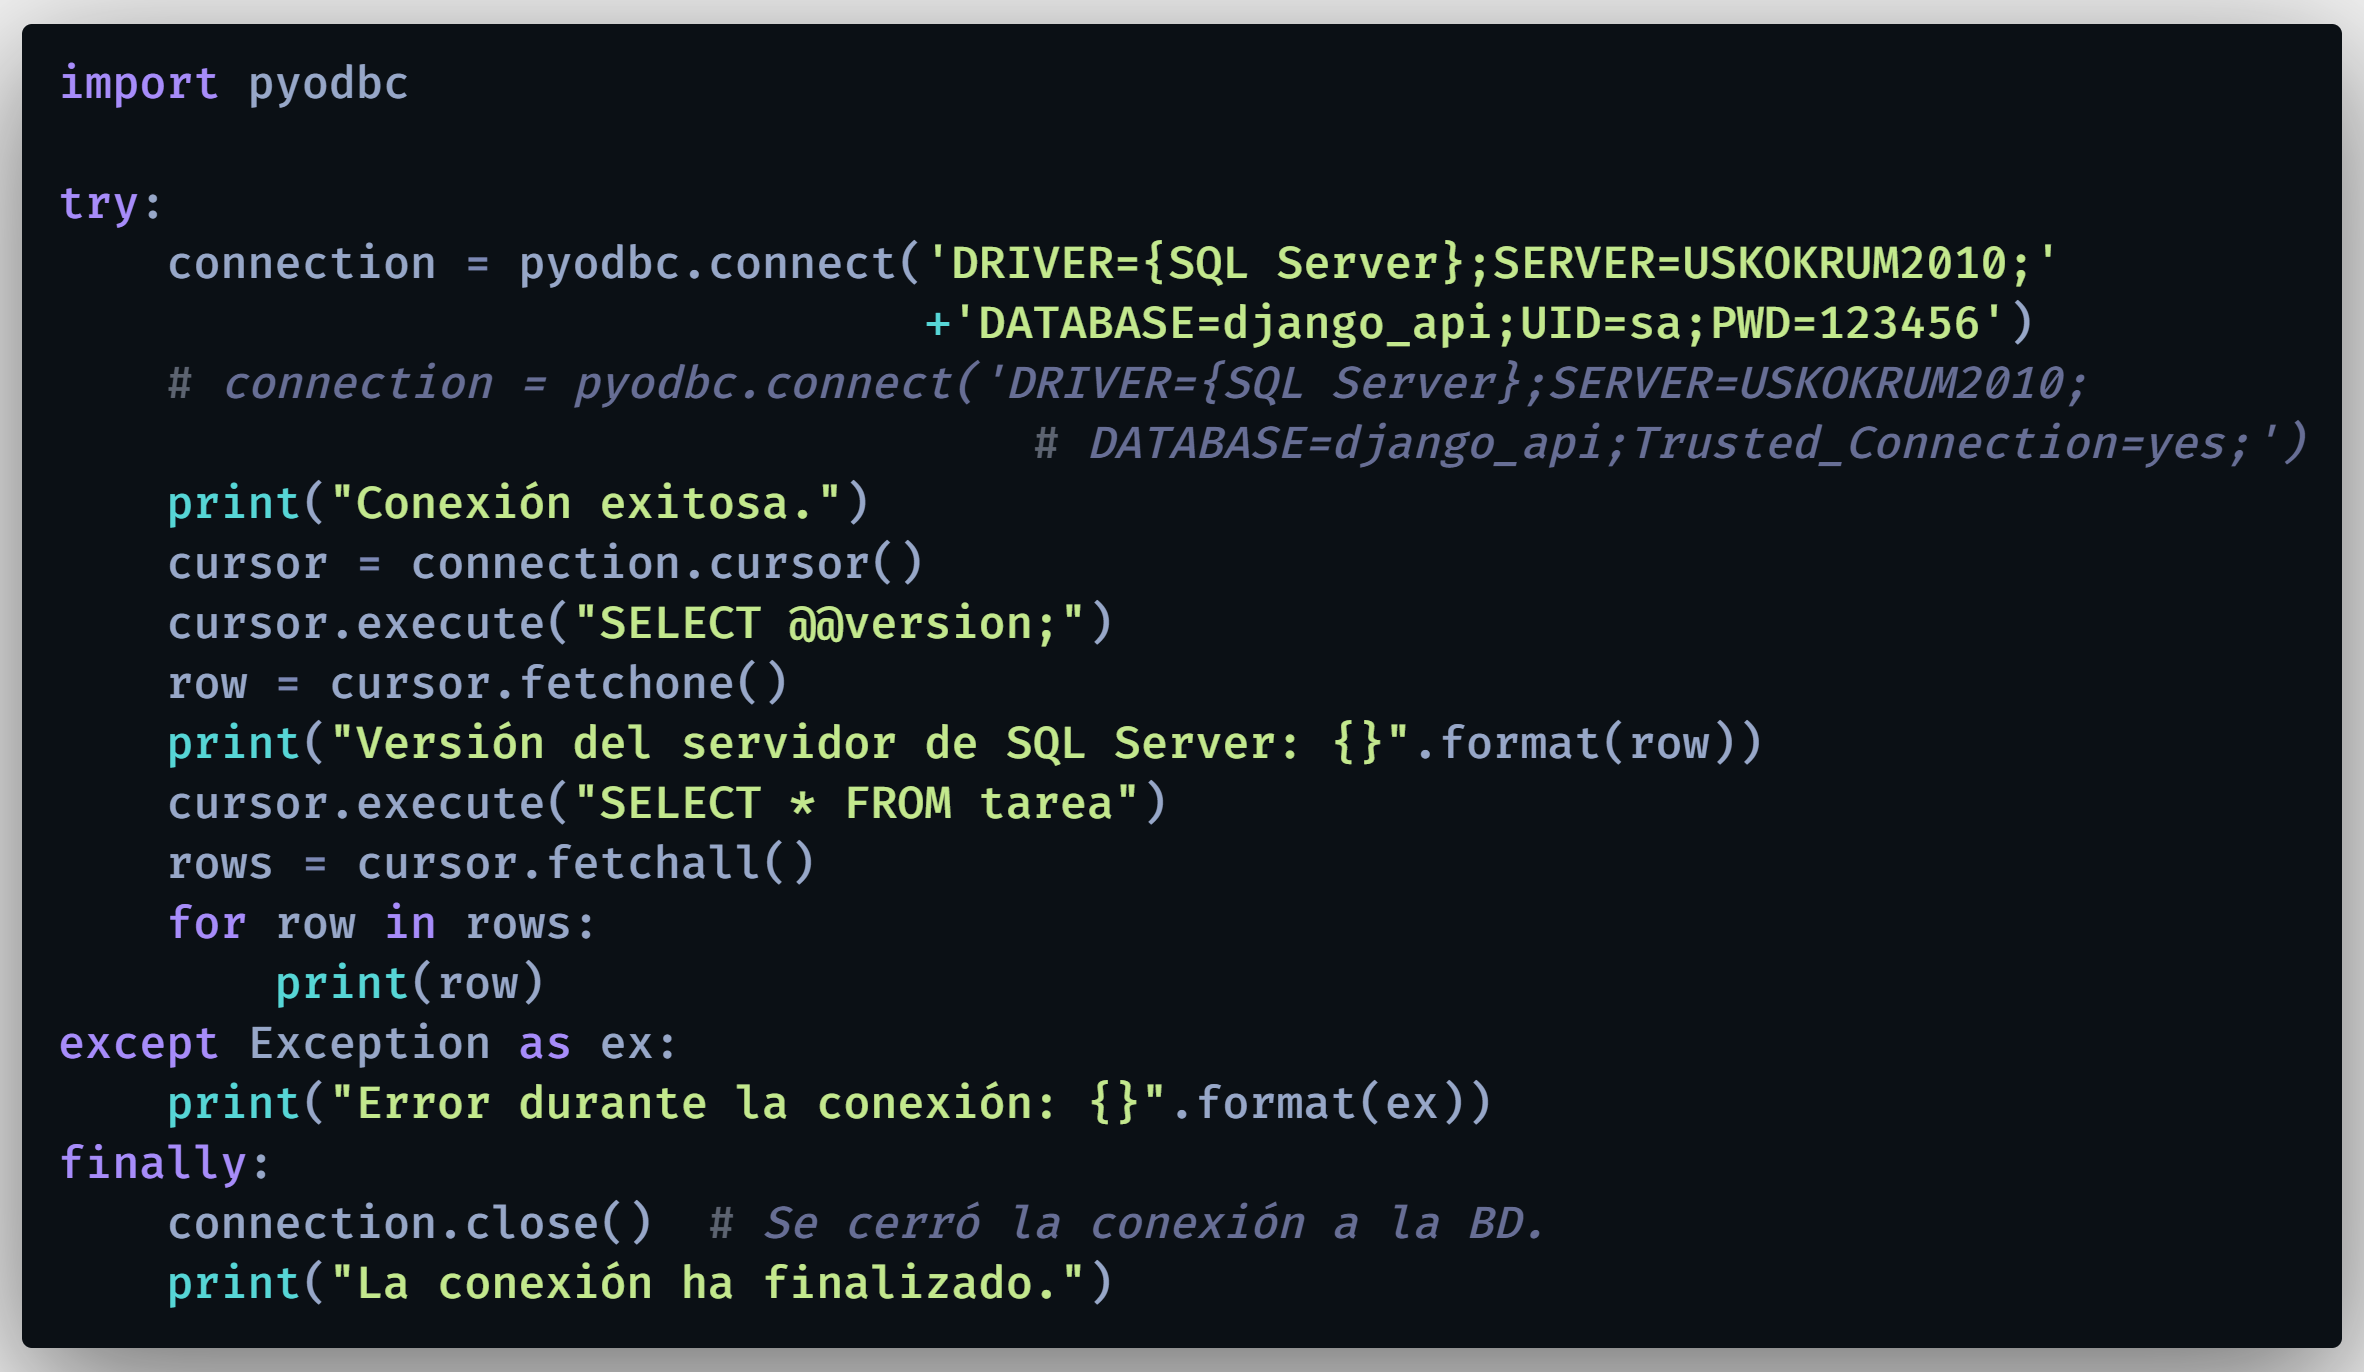 import pyodbc

try:
    connection = pyodbc.connect('DRIVER={SQL Server};SERVER=USKOKRUM2010;'
                                +'DATABASE=django_api;UID=sa;PWD=123456')
    # connection = pyodbc.connect('DRIVER={SQL Server};SERVER=USKOKRUM2010;
                                    # DATABASE=django_api;Trusted_Connection=yes;')
    print("Conexión exitosa.")
    cursor = connection.cursor()
    cursor.execute("SELECT @@version;")
    row = cursor.fetchone()
    print("Versión del servidor de SQL Server: {}".format(row))
    cursor.execute("SELECT * FROM tarea")
    rows = cursor.fetchall()
    for row in rows:
        print(row)
except Exception as ex:
    print("Error durante la conexión: {}".format(ex))
finally:
    connection.close()  # Se cerró la conexión a la BD.
    print("La conexión ha finalizado.")